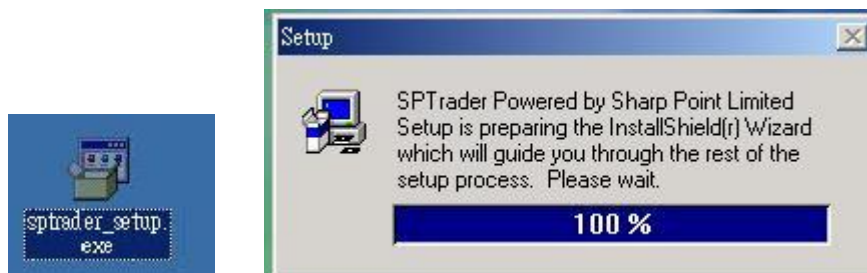 sptrader_setup.
exe
Setup
SPTrader Powered by Sharp Point Limited
Setup is preparing the InstallShield(r) Wizard
which will guide you through the rest of the
setup process.  Please wait.
100 %